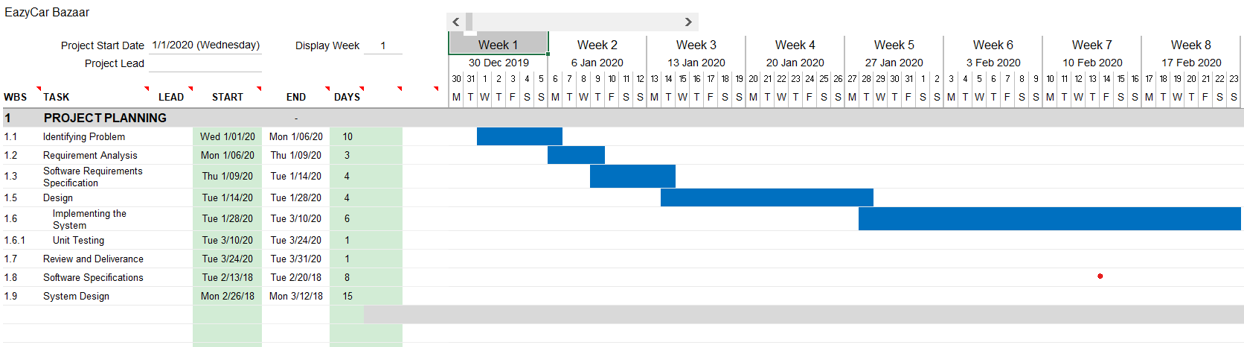 EazyCar Bazaar
Project Start Date 1/1/2020 (Wednesday) Display Week 1
Project Lead
Week 1 Week 2 Week 3 Week 4 Week 5 Week 6 Week 7 Week 8
30 Dec 2019 6 Jan 2020 13 Jan 2020 20 Jan 2020 27 Jan 2020 3 Feb 2020 10 Feb 2020 17 Feb 2020
30 31 1 2 3 4 5 6 7 8 9 10 11 12 13 14 15 16 17 18 19 20 21 22 23 24 25 26 27 28 29 30 31 1 2 3 4 5 6 7 8 9 10 11 12 13 14 15 16 17 18 19 20 21 22 23
WBS TASK LEAD START END DAYS M T W T F S S M T W T F S S M T W T F S S M T W T F S S M T W T F S S M T W T F S S M T W T F S S M T W T F S S
1 PROJECT PLANNING -
1.1 Identifying Problem Wed 1/01/20 Mon 1/06/20 10
1.2 Requirement Analysis Mon 1/06/20 Thu 1/09/20 3
1.3 Software Requirements Specification Thu 1/09/20 Tue 1/14/20 4
1.5 Design Tue 1/14/20 Tue 1/28/20 4
1.6 Implementing the System Tue 1/28/20 Tue 3/10/20 6
1.6.1 Unit Testing Tue 3/10/20 Tue 3/24/20 1
1.7 Review and Deliverance Tue 3/24/20 Tue 3/31/20 1
1.8 Software Specifications Tue 2/13/18 Tue 2/20/18 8
1.9 System Design Mon 2/26/18 Mon 3/12/18 15